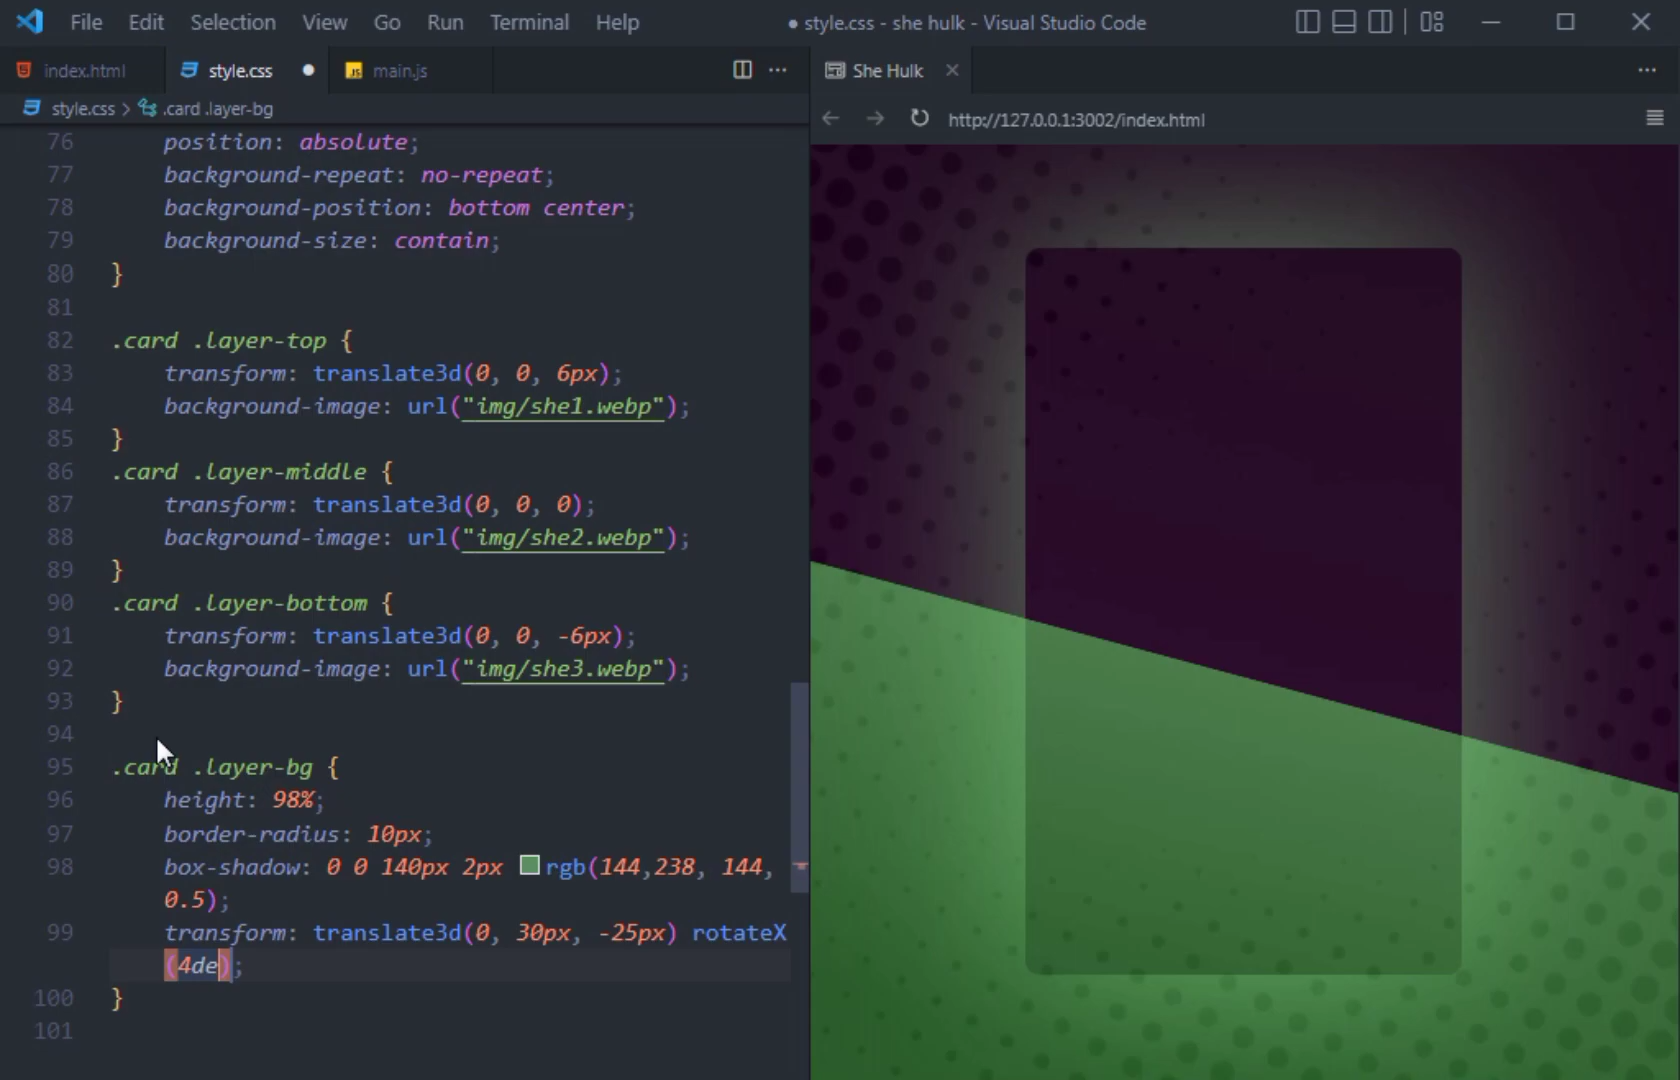 File Edit Selection View Go Run Terminal Help
● style.css - she hulk - Visual Studio Code
index.html style.css ● JS main.js ···
She Hulk ···
style.css > .card .layer-bg
http://127.0.0.1:3002/index.html
76 position: absolute;
77 background-repeat: no-repeat;
78 background-position: bottom center;
79 background-size: contain;
80 }
81
82 .card .layer-top {
83 transform: translate3d(0, 0, 6px);
84 background-image: url("img/she1.webp");
85 }
86 .card .layer-middle {
87 transform: translate3d(0, 0, 0);
88 background-image: url("img/she2.webp");
89 }
90 .card .layer-bottom {
91 transform: translate3d(0, 0, -6px);
92 background-image: url("img/she3.webp");
93 }
94
95 .card .layer-bg {
96 height: 98%;
97 border-radius: 10px;
98 box-shadow: 0 0 140px 2px rgb(144,238, 144,
0.5);
99 transform: translate3d(0, 30px, -25px) rotateX
(4de);
100 }
101